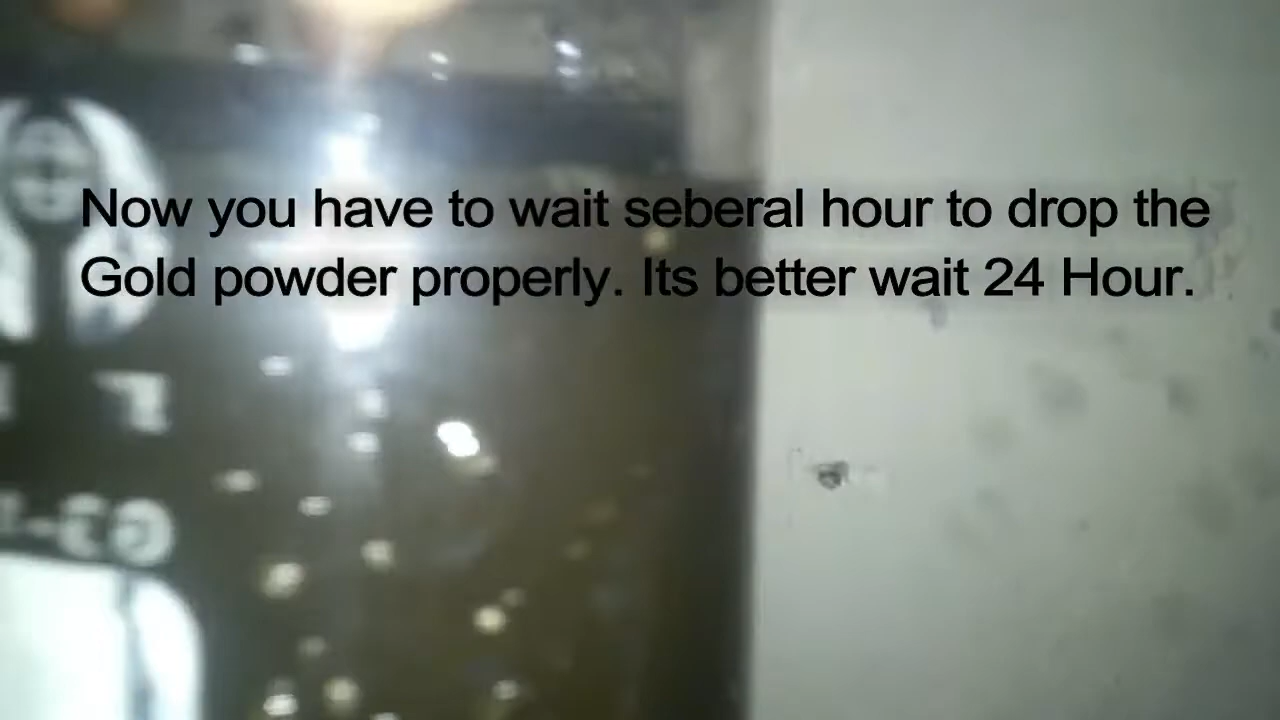 Now you have to wait seberal hour to drop the
Gold powder properly. Its better wait 24 Hour.